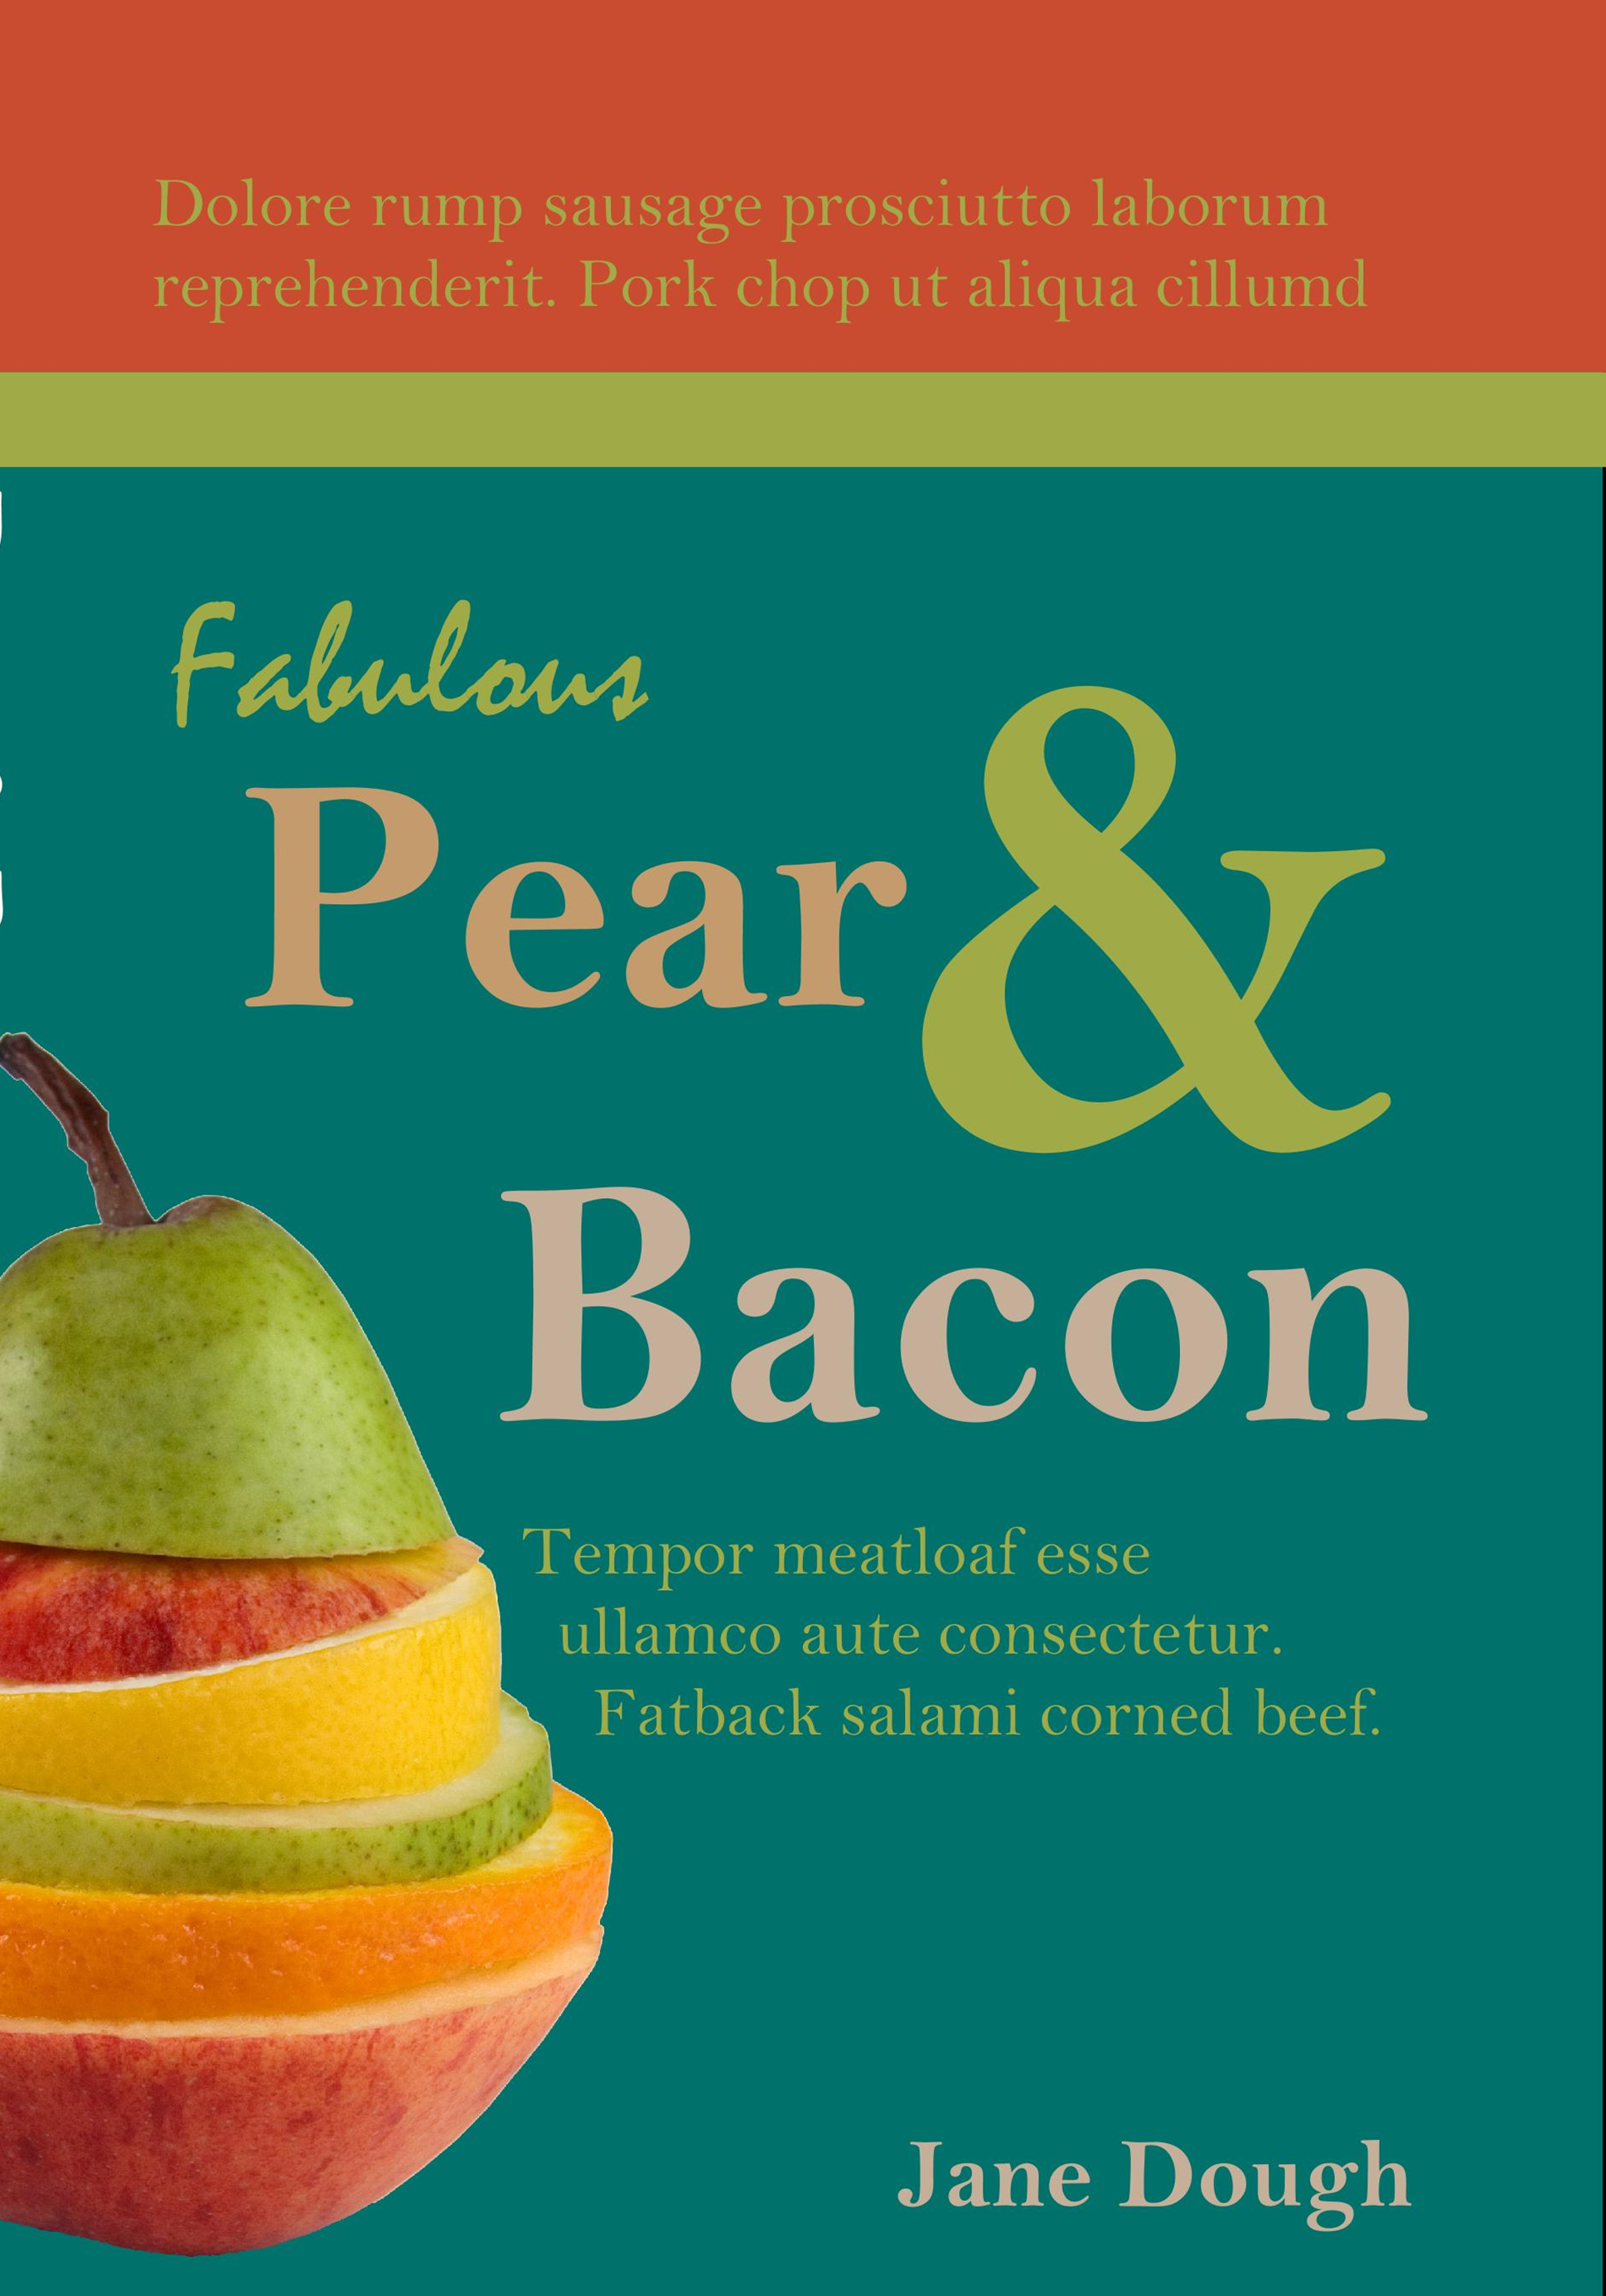 Dolore rump sausage prosciutto laborum
reprehenderit. Pork chop ut aliqua cillumd
Fabulous
Pear &
Bacon
Tempor meatloaf esse
ullamco aute consectetur.
Fatback salami corned beef.
Jane Dough